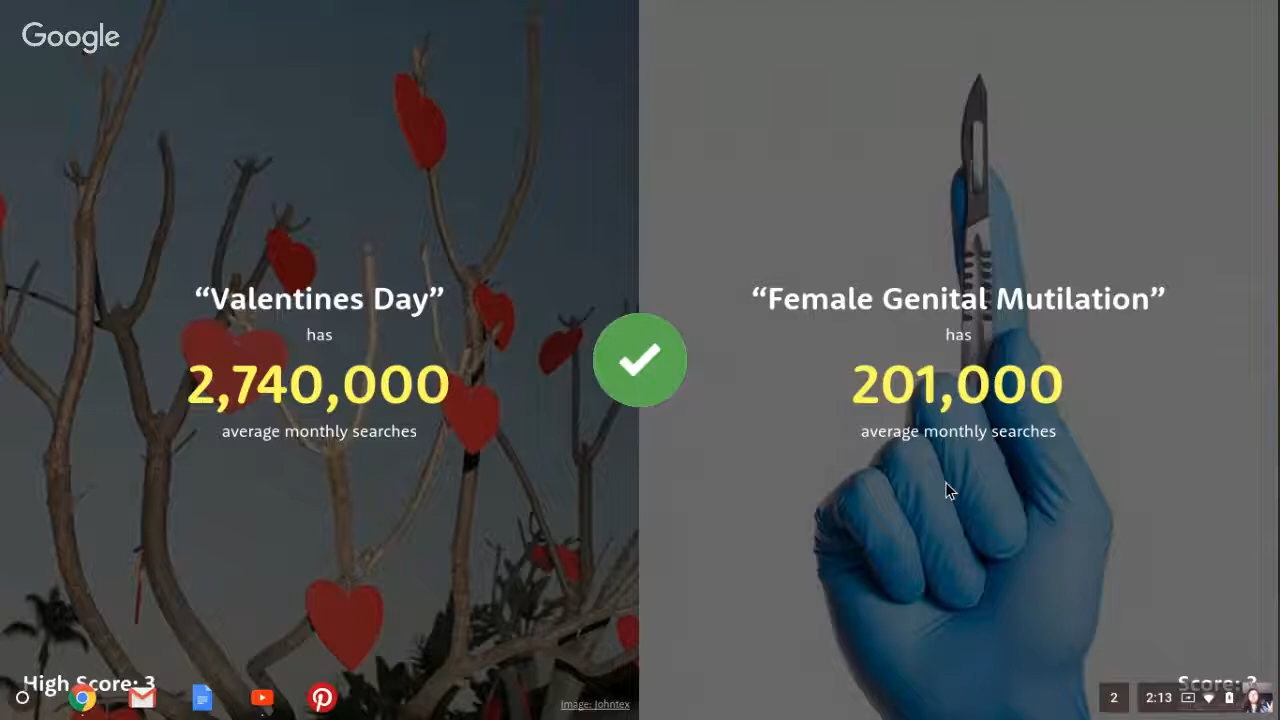 Google
“Valentines Day”
has
2,740,000
average monthly searches
“Female Genital Mutilation”
has
201,000
average monthly searches
High Score: 3
Image: Johntex
Score:
2
2:13